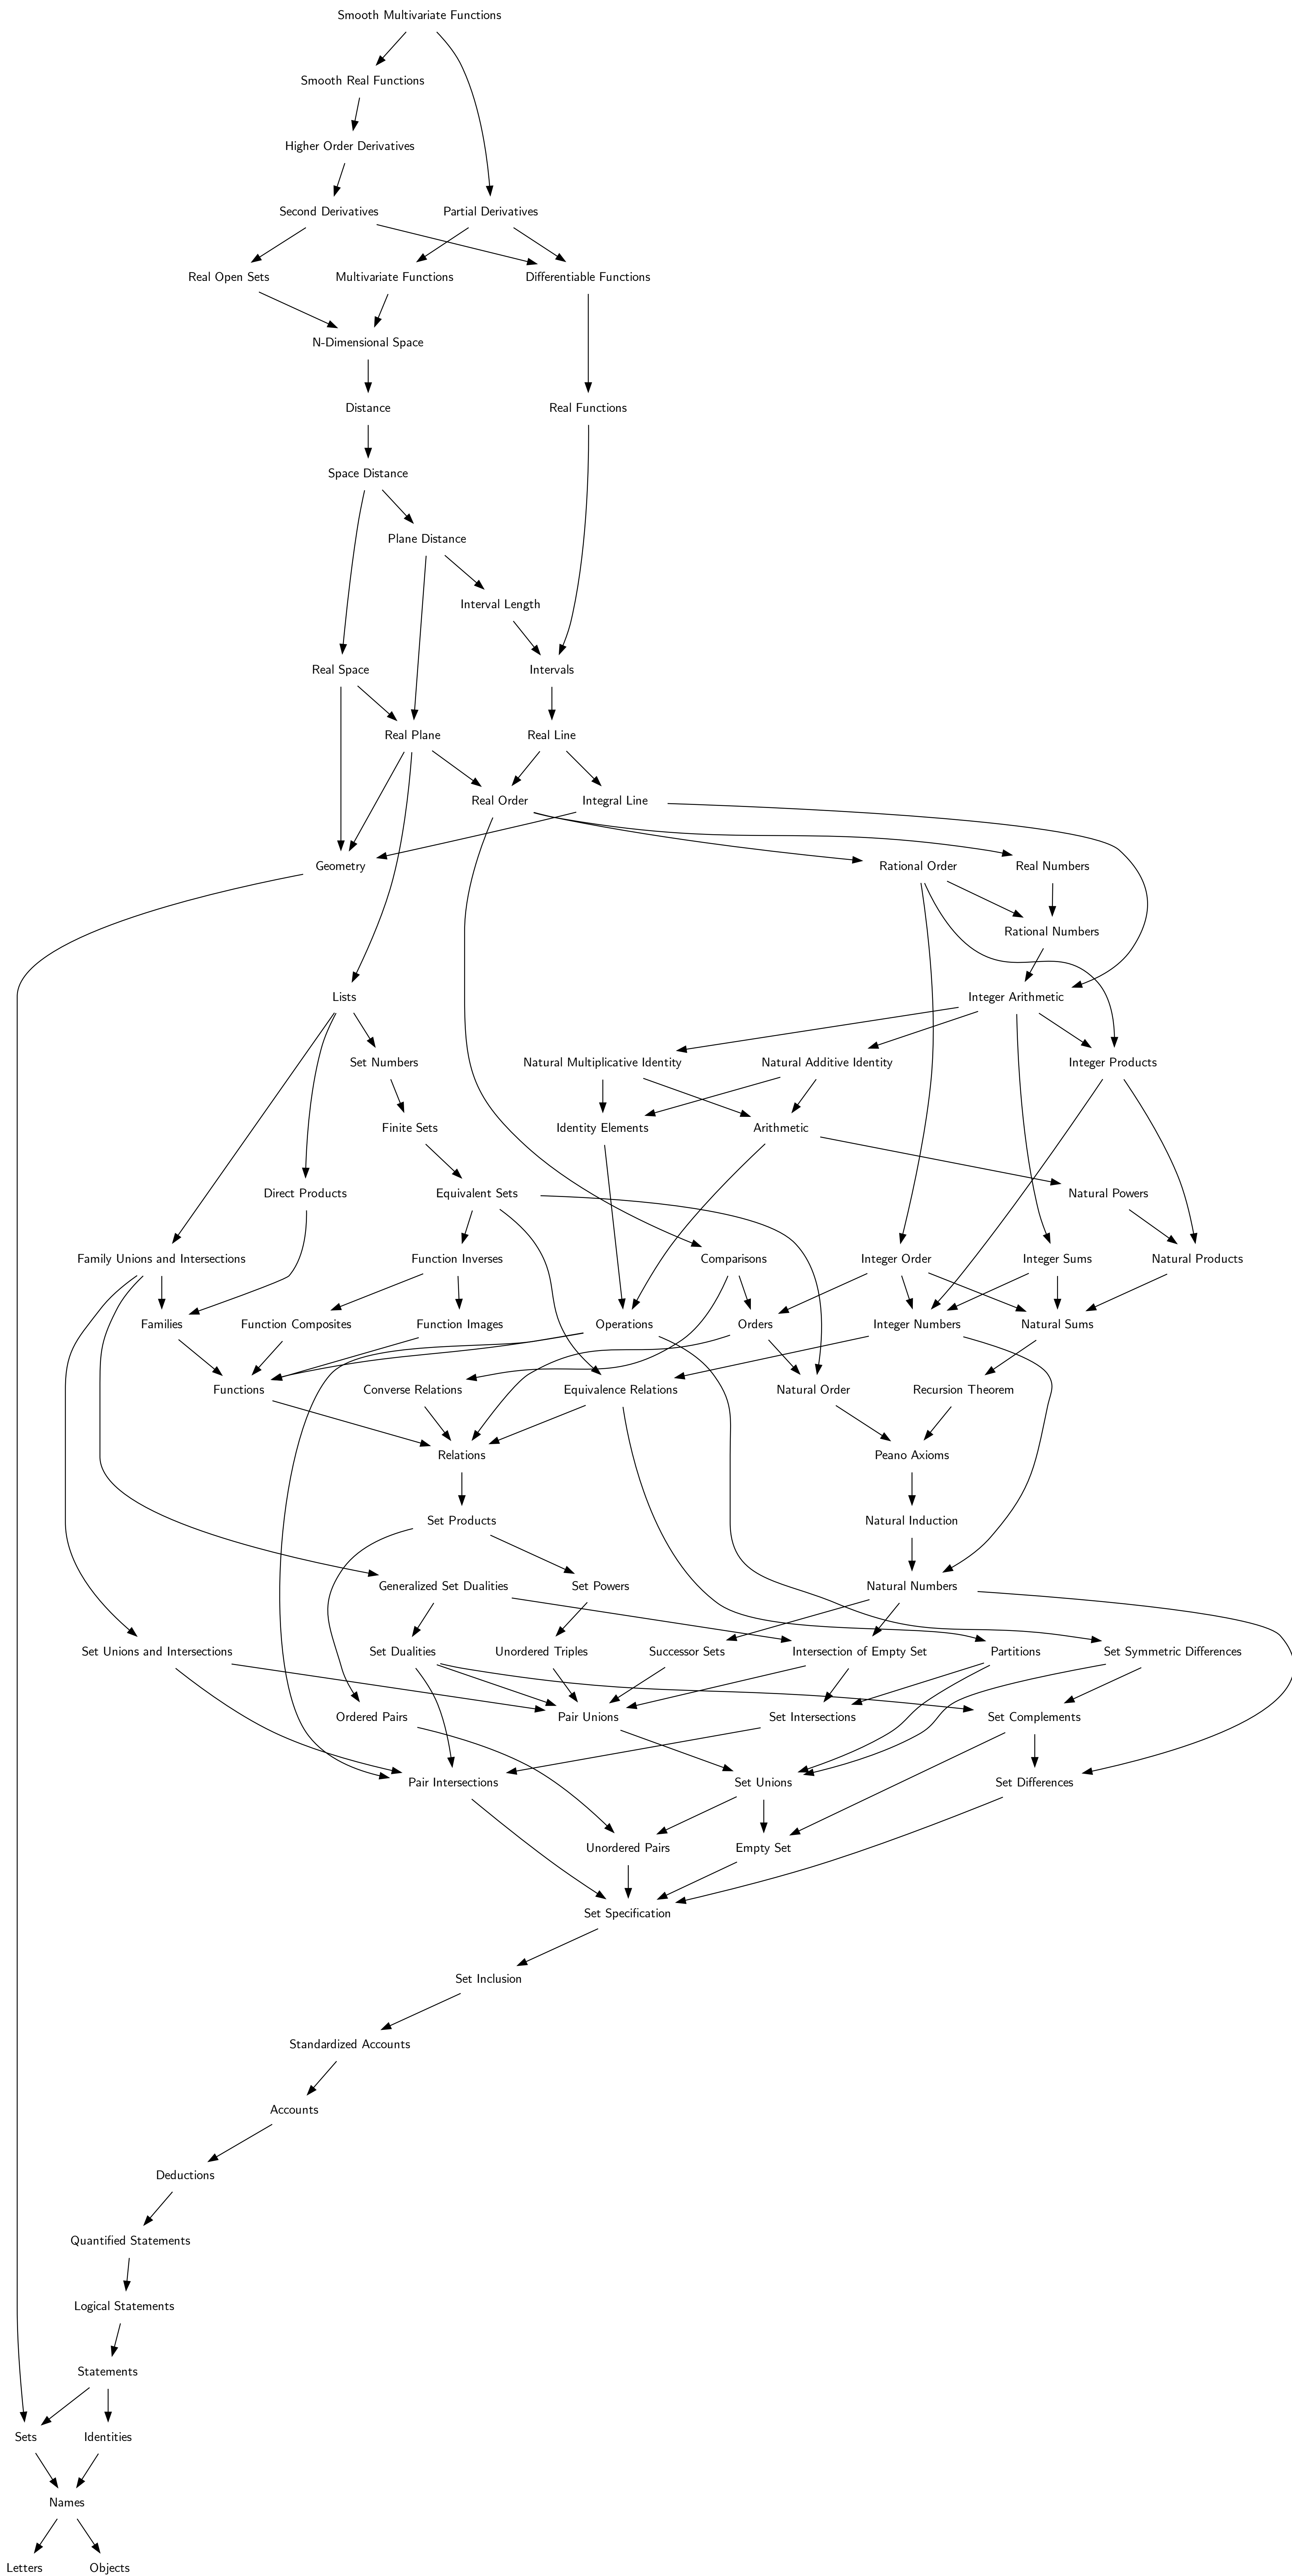 Smooth Multivariate Functions
Smooth Real Functions
Higher Order Derivatives
Second Derivatives
Partial Derivatives
Real Open Sets
Multivariate Functions
Differentiable Functions
N-Dimensional Space
Distance
Real Functions
Space Distance
Plane Distance
Interval Length
Real Space
Intervals
Real Plane
Real Line
Real Order
Integral Line
Geometry
Rational Order
Real Numbers
Rational Numbers
Lists
Integer Arithmetic
Set Numbers
Natural Multiplicative Identity
Natural Additive Identity
Integer Products
Finite Sets
Identity Elements
Arithmetic
Direct Products
Equivalent Sets
Natural Powers
Family Unions and Intersections
Function Inverses
Comparisons
Integer Order
Integer Sums
Natural Products
Families
Function Composites
Function Images
Operations
Orders
Integer Numbers
Natural Sums
Functions
Converse Relations
Equivalence Relations
Natural Order
Recursion Theorem
Relations
Peano Axioms
Set Products
Natural Induction
Generalized Set Dualities
Set Powers
Natural Numbers
Set Unions and Intersections
Set Dualities
Unordered Triples
Successor Sets
Intersection of Empty Set
Partitions
Set Symmetric Differences
Ordered Pairs
Pair Unions
Set Intersections
Set Complements
Pair Intersections
Set Unions
Set Differences
Unordered Pairs
Empty Set
Set Specification
Set Inclusion
Standardized Accounts
Accounts
Deductions
Quantified Statements
Logical Statements
Statements
Sets
Identities
Names
Letters
Objects